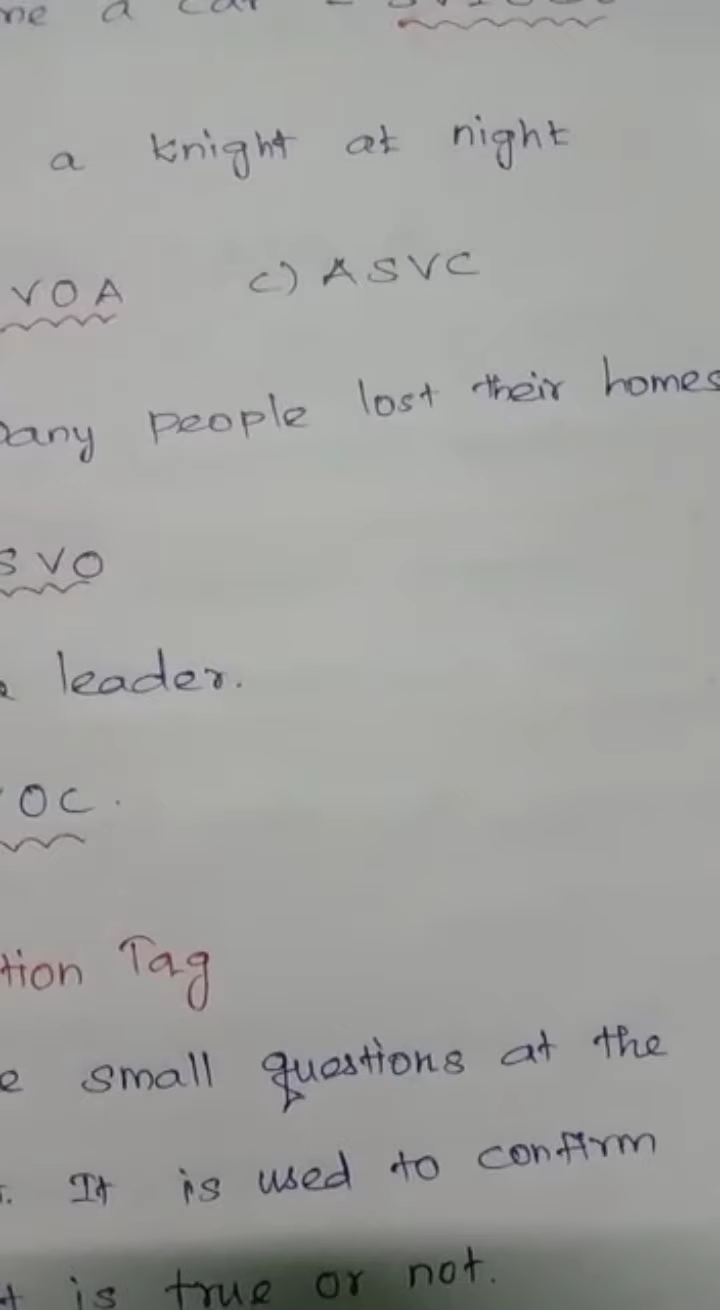 a knight at night
VOA c) ASVC
people lost their homes
SVO
leader.
OC.
tion Tag
small questions at the
It is used to confirm
is true or not.